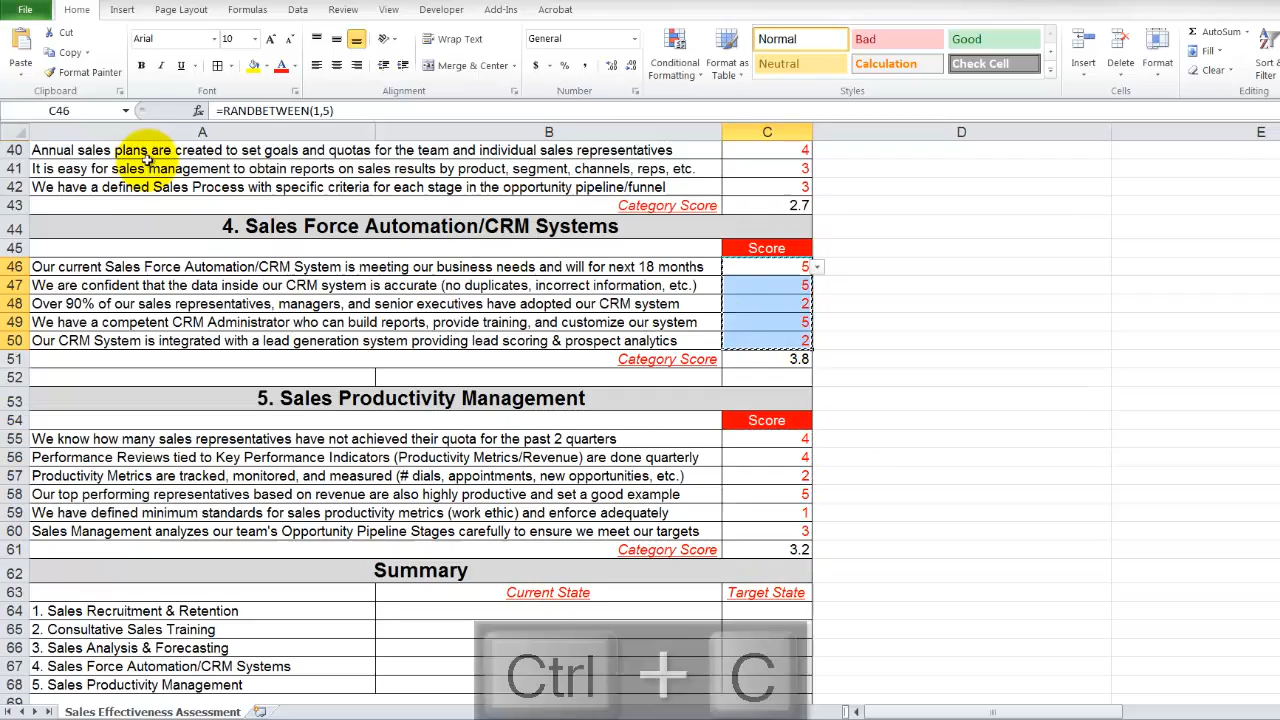 File Home Insert Page Layout Formulas Data Review View Developer Add-Ins Acrobat
Cut Arial 10 Wrap Text General Normal Bad Good AutoSum
Copy Fill
Paste Format Painter Merge & Center Conditional Formatting Format as Table Neutral Calculation Check Cell Insert Delete Format Clear Sort Filter
Clipboard Font Alignment Number Styles Cells Editing
C46 fx =RANDBETWEEN(1,5)
A B C D E
40 Annual sales plans are created to set goals and quotas for the team and individual sales representatives 4
41 It is easy for sales management to obtain reports on sales results by product, segment, channels, reps, etc. 3
42 We have a defined Sales Process with specific criteria for each stage in the opportunity pipeline/funnel 3
43 Category Score 2.7
44 4. Sales Force Automation/CRM Systems
45 Score
46 Our current Sales Force Automation/CRM System is meeting our business needs and will for next 18 months 5
47 We are confident that the data inside our CRM system is accurate (no duplicates, incorrect information, etc.) 5
48 Over 90% of our sales representatives, managers, and senior executives have adopted our CRM system 2
49 We have a competent CRM Administrator who can build reports, provide training, and customize our system 5
50 Our CRM System is integrated with a lead generation system providing lead scoring & prospect analytics 2
51 Category Score 3.8
52
53 5. Sales Productivity Management
54 Score
55 We know how many sales representatives have not achieved their quota for the past 2 quarters 4
56 Performance Reviews tied to Key Performance Indicators (Productivity Metrics/Revenue) are done quarterly 4
57 Productivity Metrics are tracked, monitored, and measured (# dials, appointments, new opportunities, etc.) 2
58 Our top performing representatives based on revenue are also highly productive and set a good example 5
59 We have defined minimum standards for sales productivity metrics (work ethic) and enforce adequately 1
60 Sales Management analyzes our team's Opportunity Pipeline Stages carefully to ensure we meet our targets 3
61 Category Score 3.2
62 Summary
63 Current State Target State
64 1. Sales Recruitment & Retention
65 2. Consultative Sales Training
66 3. Sales Analysis & Forecasting
67 4. Sales Force Automation/CRM Systems
68 5. Sales Productivity Management
69
Ctrl + C
Sales Effectiveness Assessment